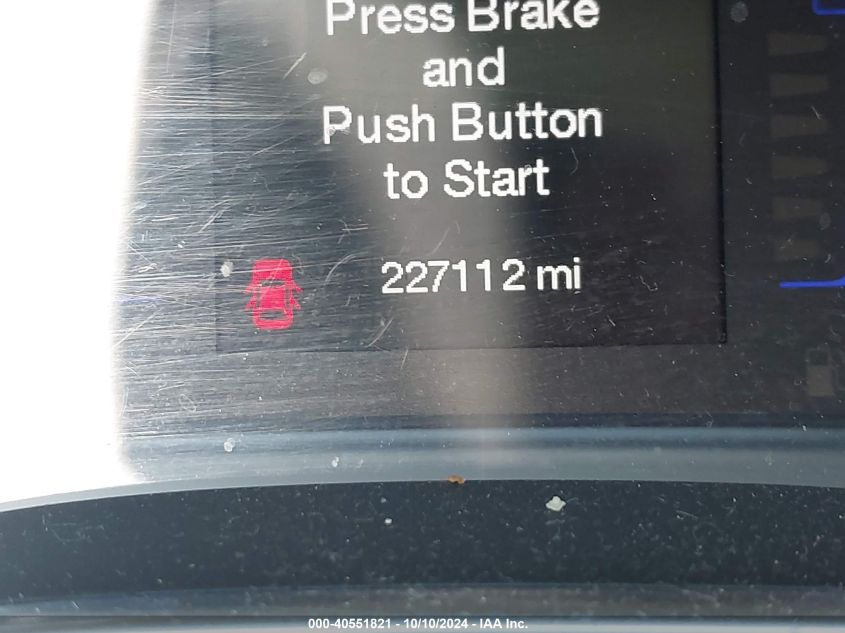 Press Brake
and
Push Button
to Start
227112 mi
000-40551821 - 10/10/2024 - IAA Inc.